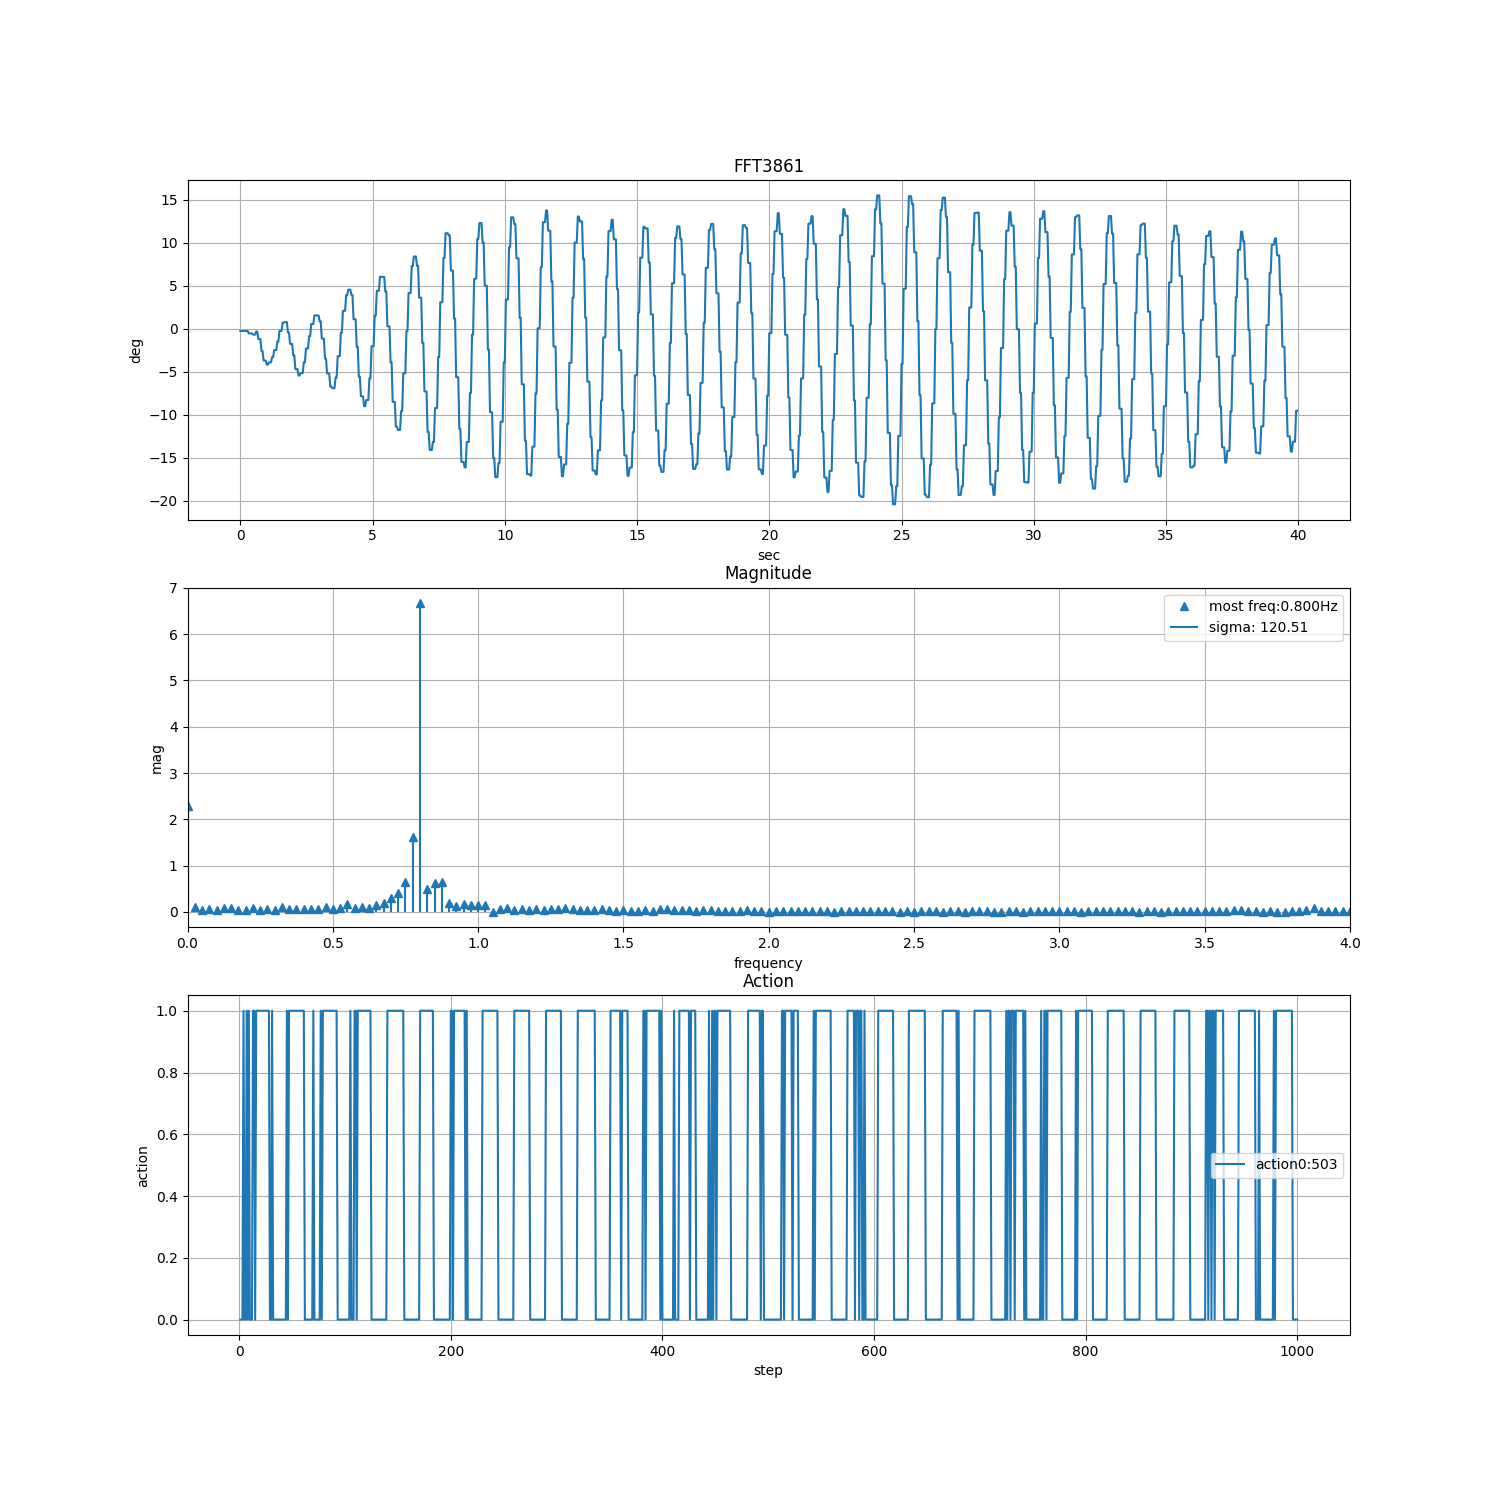 FFT3861
15
10
5
0
−5
−10
−15
−20
deg
0 5 10 15 20 25 30 35 40
sec
Magnitude
7
6
5
4
3
2
1
0
mag
most freq:0.800Hz
sigma: 120.51
0.0 0.5 1.0 1.5 2.0 2.5 3.0 3.5 4.0
frequency
Action
1.0
0.8
0.6
0.4
0.2
0.0
action
action0:503
0 200 400 600 800 1000
step